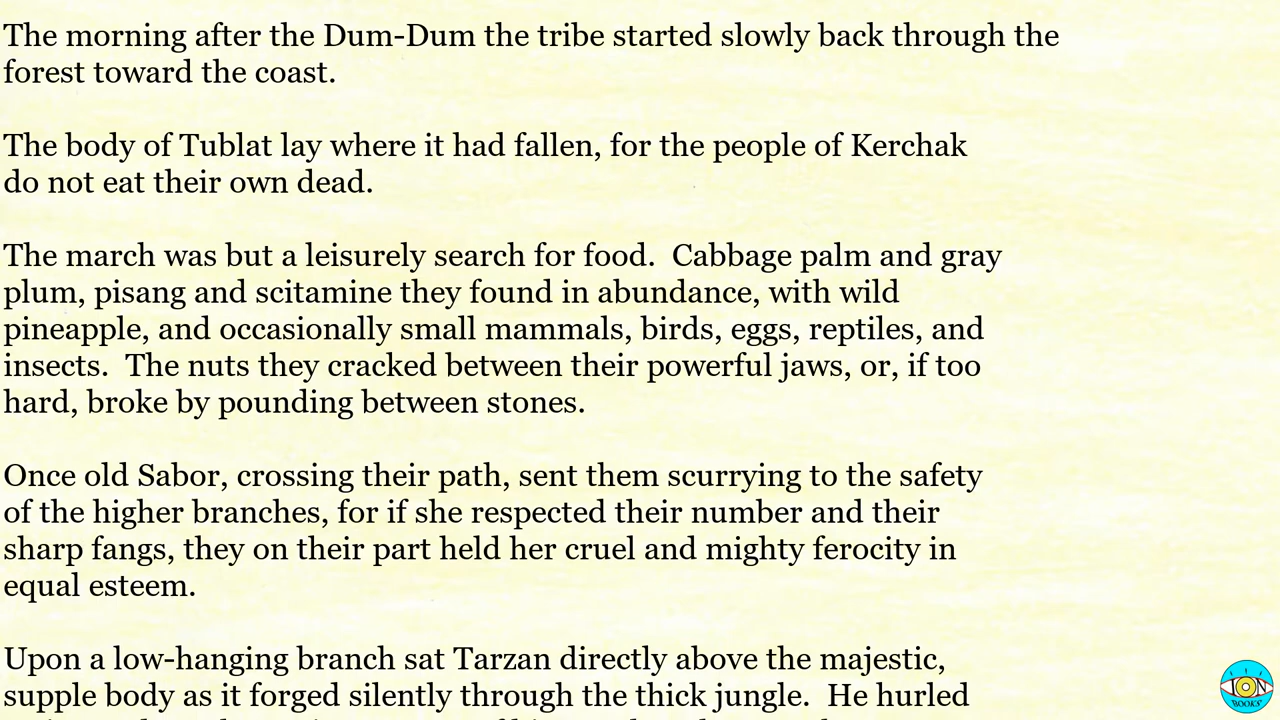 The morning after the Dum-Dum the tribe started slowly back through the
forest toward the coast.
The body of Tublat lay where it had fallen, for the people of Kerchak
do not eat their own dead.
The march was but a leisurely search for food.  Cabbage palm and gray
plum, pisang and scitamine they found in abundance, with wild
pineapple, and occasionally small mammals, birds, eggs, reptiles, and
insects.  The nuts they cracked between their powerful jaws, or, if too
hard, broke by pounding between stones.
Once old Sabor, crossing their path, sent them scurrying to the safety
of the higher branches, for if she respected their number and their
sharp fangs, they on their part held her cruel and mighty ferocity in
equal esteem.
Upon a low-hanging branch sat Tarzan directly above the majestic,
supple body as it forged silently through the thick jungle.  He hurled
ION
BOOKS